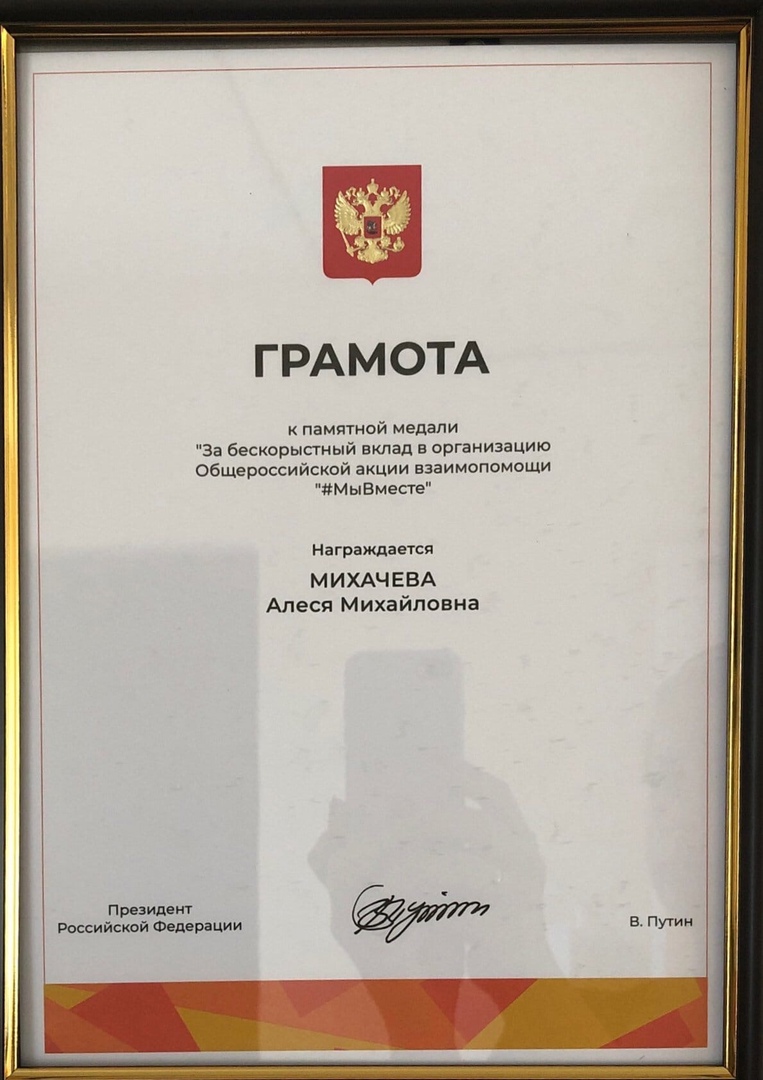 ГРАМОТА
к памятной медали
"За бескорыстный вклад в организацию
Общероссийской акции взаимопомощи
"#МыВместе"
Награждается
МИХАЧЕВА
Алеся Михайловна
Президент
Российской Федерации
В. Путин